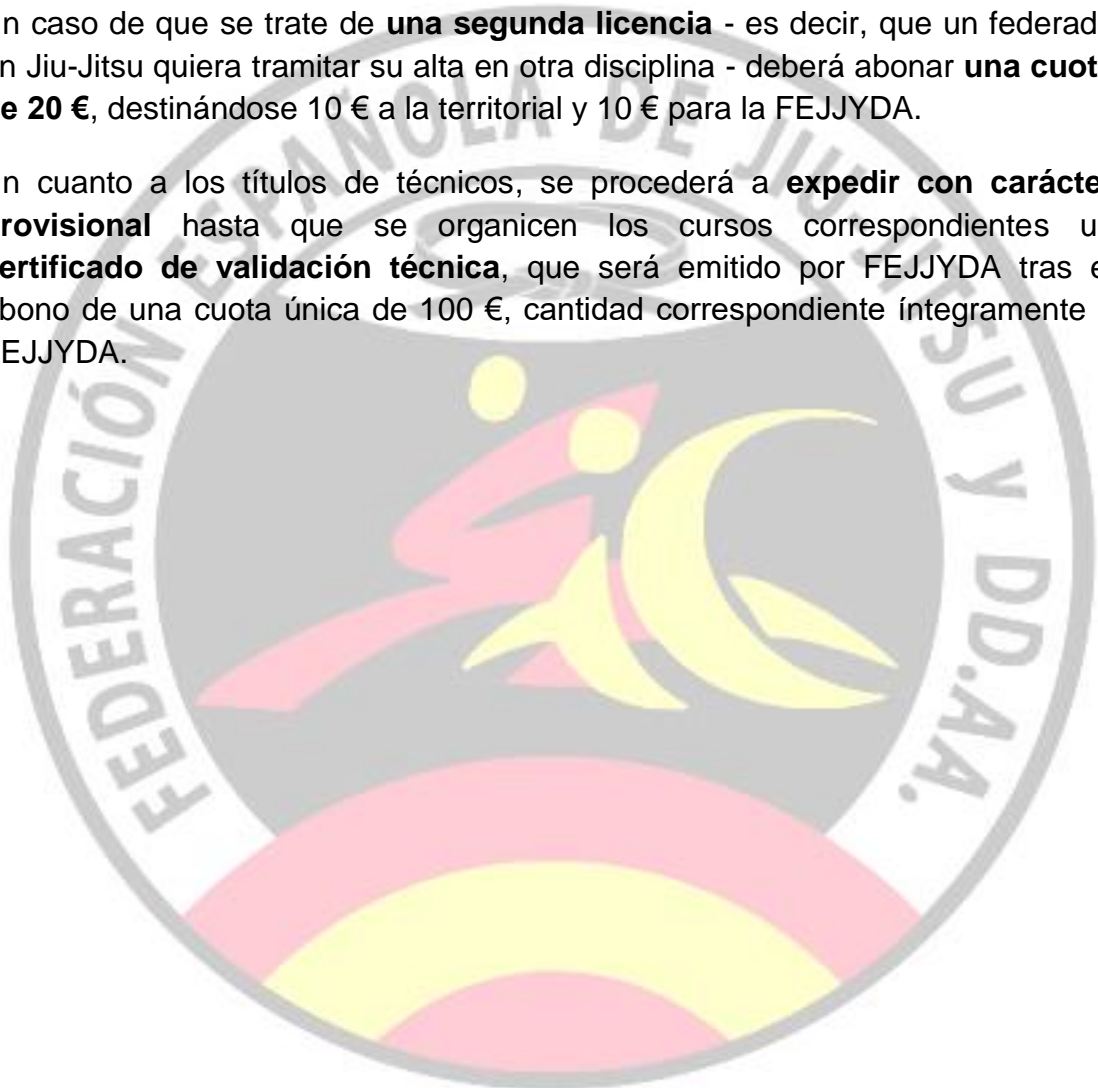 n caso de que se trate de una segunda licencia - es decir, que un federad
n Jiu-Jitsu quiera tramitar su alta en otra disciplina - deberá abonar una cuot
e 20 €, destinándose 10 € a la territorial y 10 € para la FEJJYDA.
n cuanto a los títulos de técnicos, se procederá a expedir con carácte
rovisional hasta que se organicen los cursos correspondientes u
ertificado de validación técnica, que será emitido por FEJJYDA tras e
bono de una cuota única de 100 €, cantidad correspondiente íntegramente
EJJYDA.
FEDERACIÓN ESPAÑOLA DE JIU-JITSU y DD.AA.